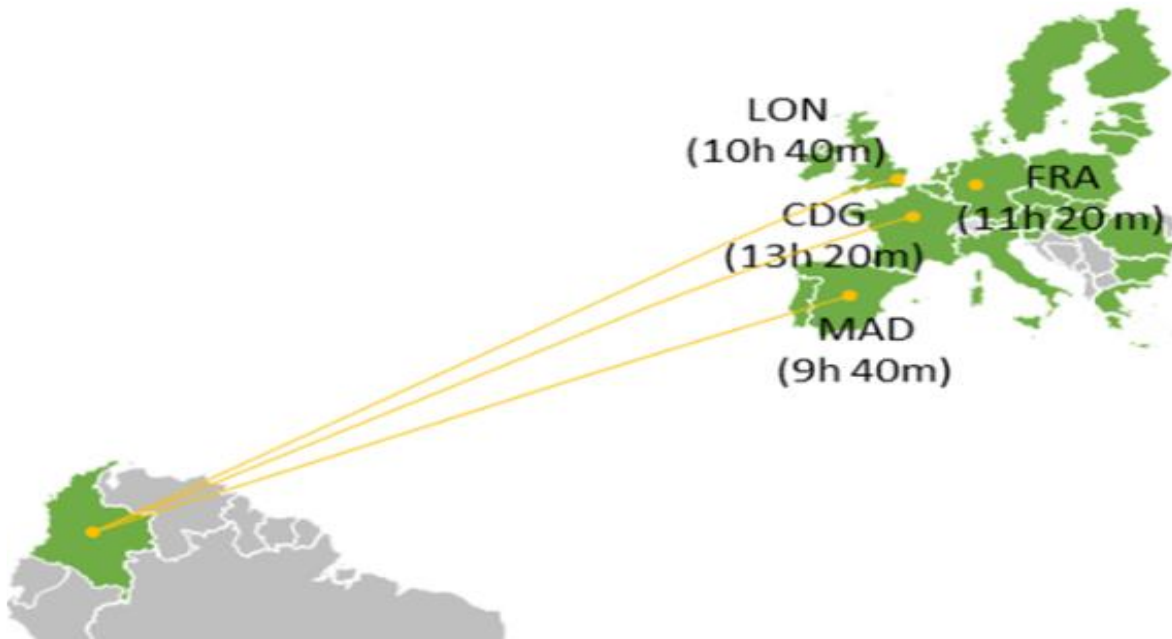 LON
(10h 40m)
FRA
(11h 20 m)
CDG
(13h 20m)
MAD
(9h 40m)